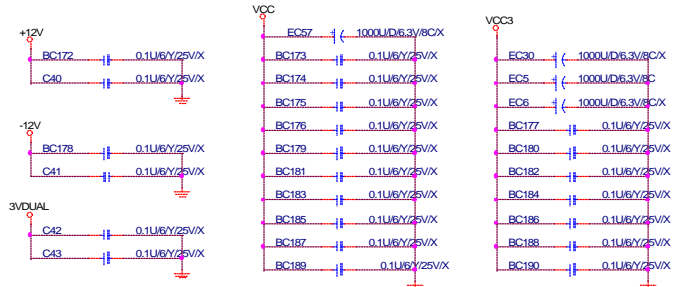 +12V
BC172 0.1U/6/Y/25V/X
C40 0.1U/6/Y/25V/X
-12V
BC178 0.1U/6/Y/25V/X
C41 0.1U/6/Y/25V/X
3VDUAL
C42 0.1U/6/Y/25V/X
C43 0.1U/6/Y/25V/X
VCC
EC57 + 1000U/D/6.3V/8C/X
BC173 0.1U/6/Y/25V/X
BC174 0.1U/6/Y/25V/X
BC175 0.1U/6/Y/25V/X
BC176 0.1U/6/Y/25V/X
BC179 0.1U/6/Y/25V/X
BC181 0.1U/6/Y/25V/X
BC183 0.1U/6/Y/25V/X
BC185 0.1U/6/Y/25V/X
BC187 0.1U/6/Y/25V/X
BC189 0.1U/6/Y/25V/X
VCC3
EC30 + 1000U/D/6.3V/8C/X
EC5 + 1000U/D/6.3V/8C
EC6 + 1000U/D/6.3V/8C/X
BC177 0.1U/6/Y/25V/X
BC180 0.1U/6/Y/25V/X
BC182 0.1U/6/Y/25V/X
BC184 0.1U/6/Y/25V/X
BC186 0.1U/6/Y/25V/X
BC188 0.1U/6/Y/25V/X
BC190 0.1U/6/Y/25V/X